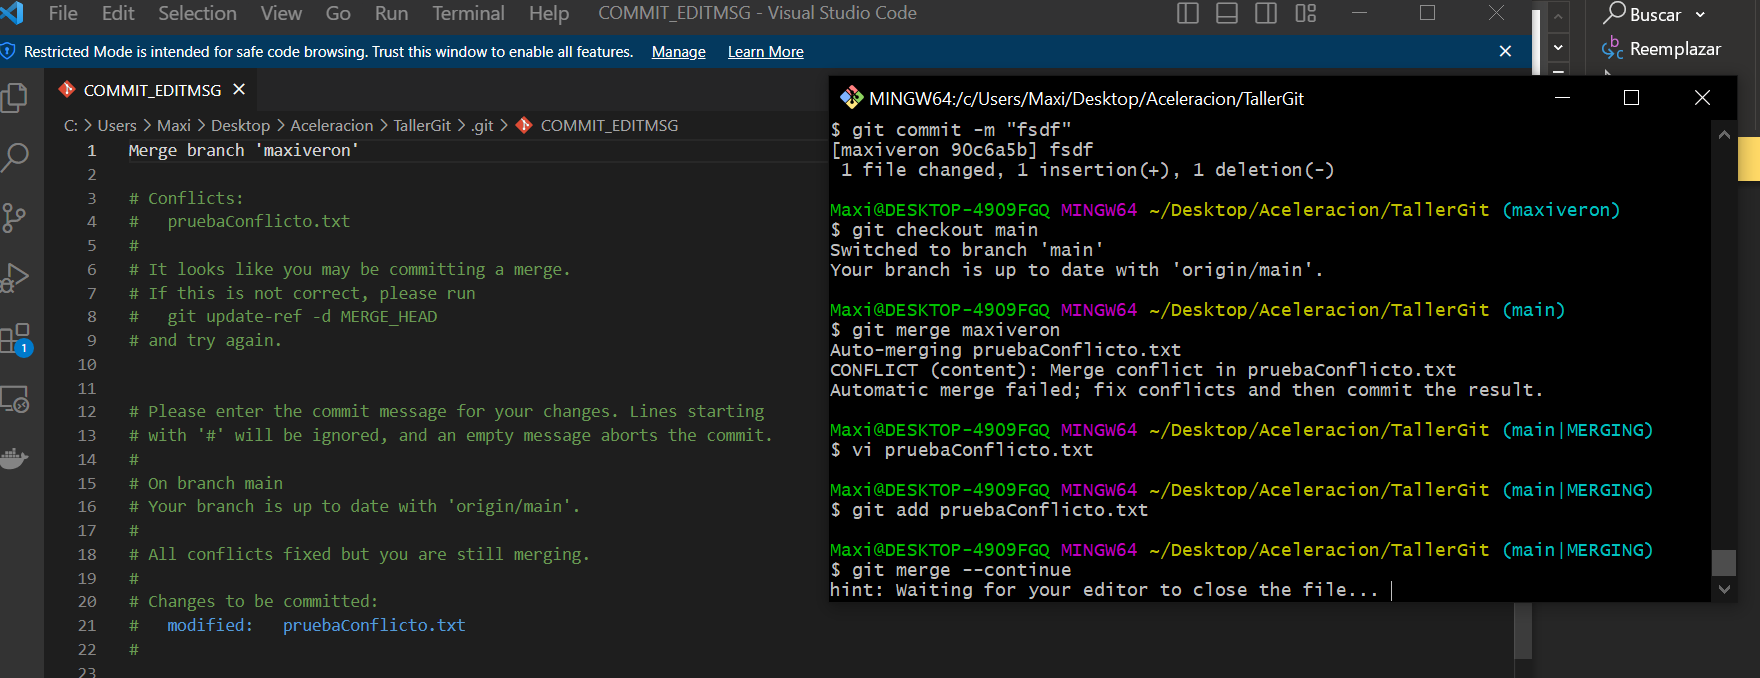 File Edit Selection View Go Run Terminal Help COMMIT_EDITMSG - Visual Studio Code
Restricted Mode is intended for safe code browsing. Trust this window to enable all features. Manage Learn More
COMMIT_EDITMSG
C: > Users > Maxi > Desktop > Aceleracion > TallerGit > .git > COMMIT_EDITMSG
1 Merge branch 'maxiveron'
2
3 # Conflicts:
4 #   pruebaConflicto.txt
5 #
6 # It looks like you may be committing a merge.
7 # If this is not correct, please run
8 #   git update-ref -d MERGE_HEAD
9 # and try again.
10
11
12 # Please enter the commit message for your changes. Lines starting
13 # with '#' will be ignored, and an empty message aborts the commit.
14 #
15 # On branch main
16 # Your branch is up to date with 'origin/main'.
17 #
18 # All conflicts fixed but you are still merging.
19 #
20 # Changes to be committed:
21 #   modified:   pruebaConflicto.txt
22 #
23
1
Buscar
Reemplazar
MINGW64:/c/Users/Maxi/Desktop/Aceleracion/TallerGit
$ git commit -m "fsdf"
[maxiveron 90c6a5b] fsdf
 1 file changed, 1 insertion(+), 1 deletion(-)
Maxi@DESKTOP-49O9FGQ MINGW64 ~/Desktop/Aceleracion/TallerGit (maxiveron)
$ git checkout main
Switched to branch 'main'
Your branch is up to date with 'origin/main'.
Maxi@DESKTOP-49O9FGQ MINGW64 ~/Desktop/Aceleracion/TallerGit (main)
$ git merge maxiveron
Auto-merging pruebaConflicto.txt
CONFLICT (content): Merge conflict in pruebaConflicto.txt
Automatic merge failed; fix conflicts and then commit the result.
Maxi@DESKTOP-49O9FGQ MINGW64 ~/Desktop/Aceleracion/TallerGit (main|MERGING)
$ vi pruebaConflicto.txt
Maxi@DESKTOP-49O9FGQ MINGW64 ~/Desktop/Aceleracion/TallerGit (main|MERGING)
$ git add pruebaConflicto.txt
Maxi@DESKTOP-49O9FGQ MINGW64 ~/Desktop/Aceleracion/TallerGit (main|MERGING)
$ git merge --continue
hint: Waiting for your editor to close the file...